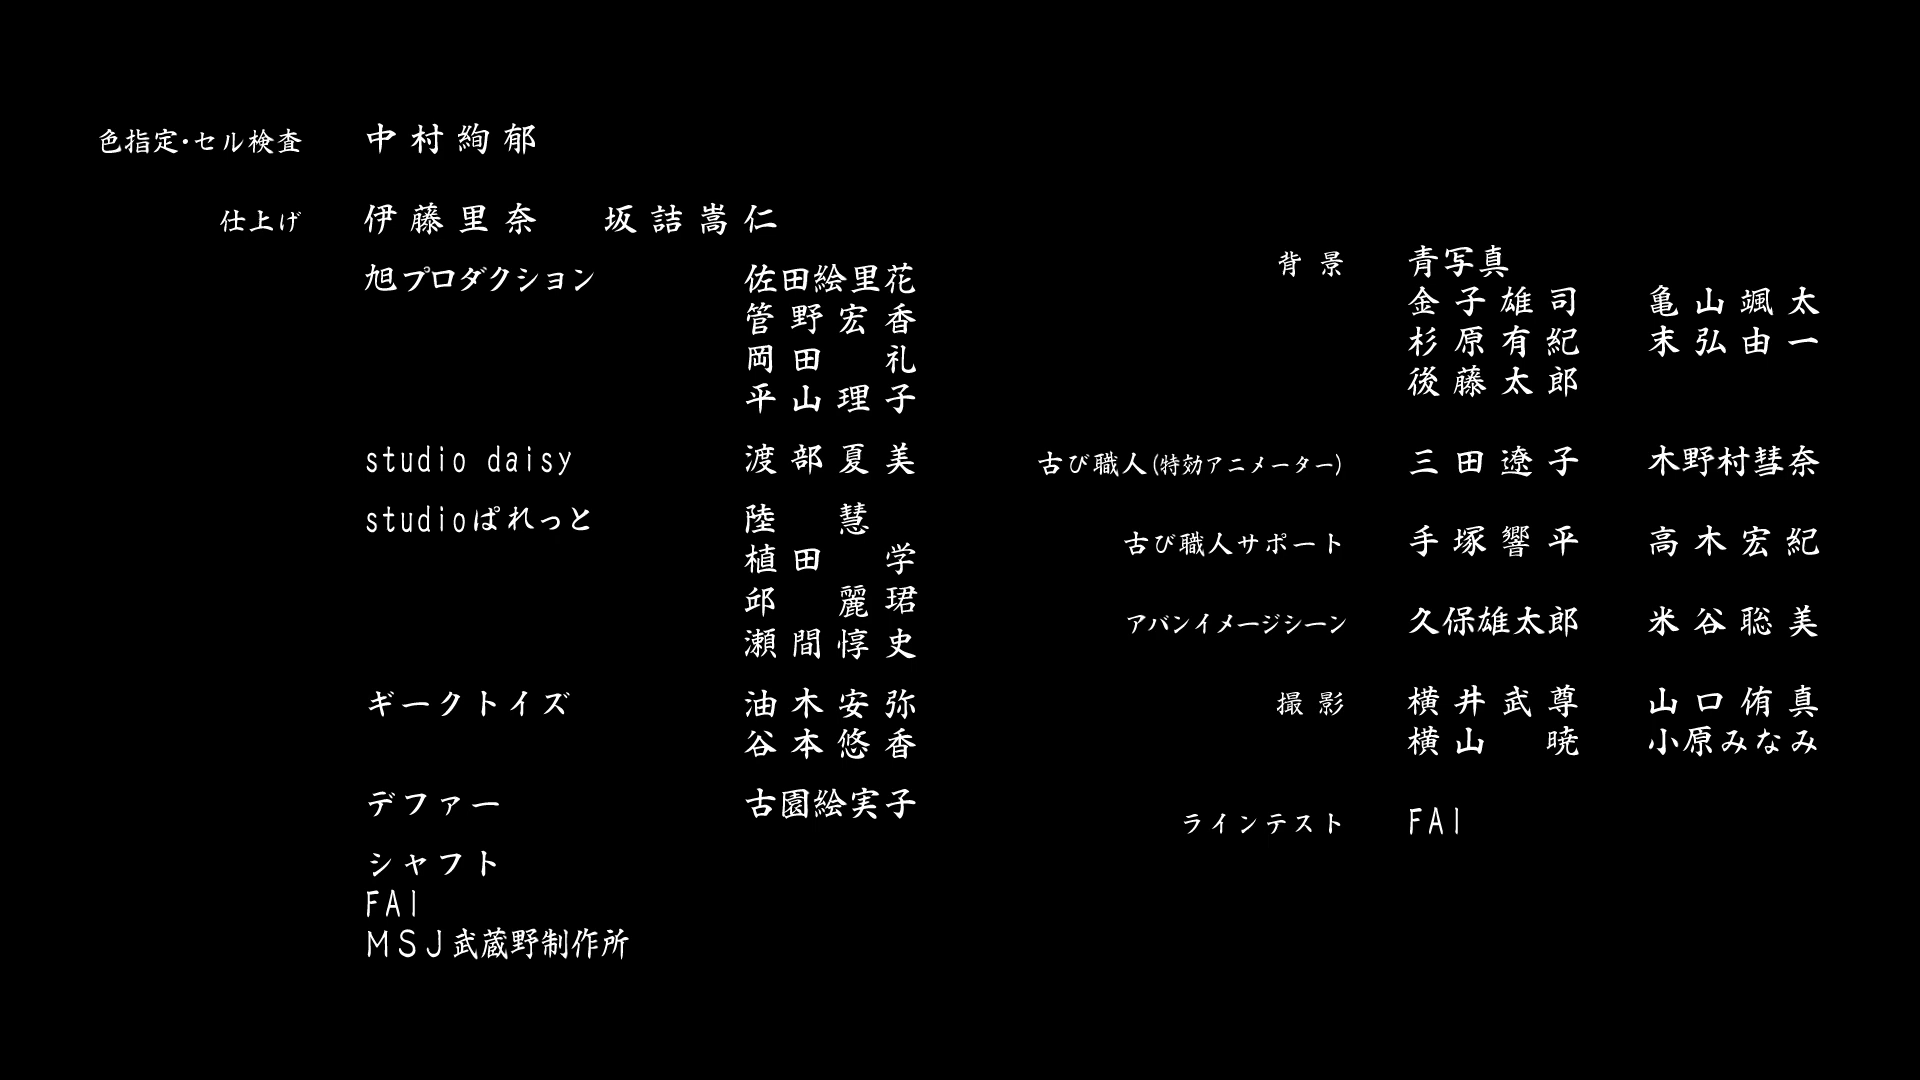 色指定･セル検査　中村絢郁
仕上げ　伊藤里奈　坂詰嵩仁
旭プロダクション　佐田絵里花
管野宏香
岡田　礼
平山理子
studio daisy　渡部夏美
studioぱれっと　陸　慧
植田　学
邱　麗珺
瀬間惇史
ギークトイズ　油木安弥
谷本悠香
デファー　古園絵実子
シャフト
FAI
MSJ武蔵野制作所
背景　青写真
金子雄司　亀山颯太
杉原有紀　末弘由一
後藤太郎
古び職人(特効アニメーター)　三田遼子　木野村彗奈
古び職人サポート　手塚響平　高木宏紀
アバンイメージシーン　久保雄太郎　米谷聡美
撮影　横井武尊　山口侑真
横山　暁　小原みなみ
ラインテスト　FAI